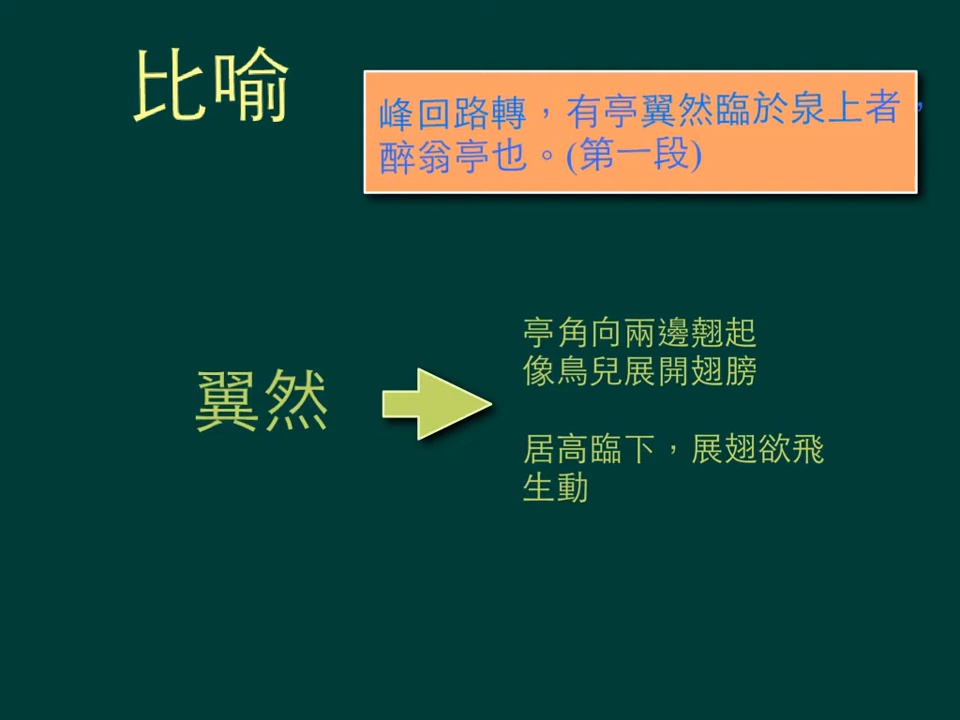 比喻
峰回路轉，有亭翼然臨於泉上者，
醉翁亭也。(第一段)
翼然
亭角向兩邊翹起
像鳥兒展開翅膀
居高臨下，展翅欲飛
生動